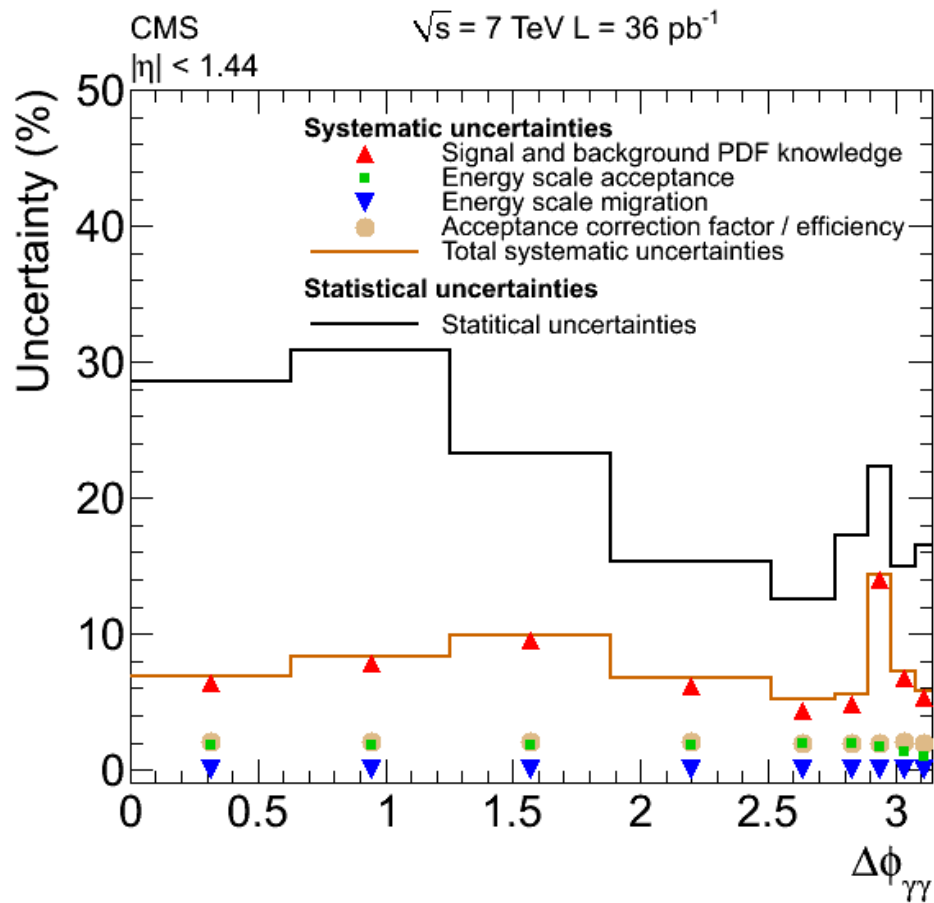 CMS √s = 7 TeV L = 36 pb⁻¹
|η| < 1.44
Uncertainty (%)
50
40
30
20
10
0
Systematic uncertainties
Signal and background PDF knowledge
Energy scale acceptance
Energy scale migration
Acceptance correction factor / efficiency
Total systematic uncertainties
Statistical uncertainties
Statitical uncertainties
0 0.5 1 1.5 2 2.5 3
Δϕγγ